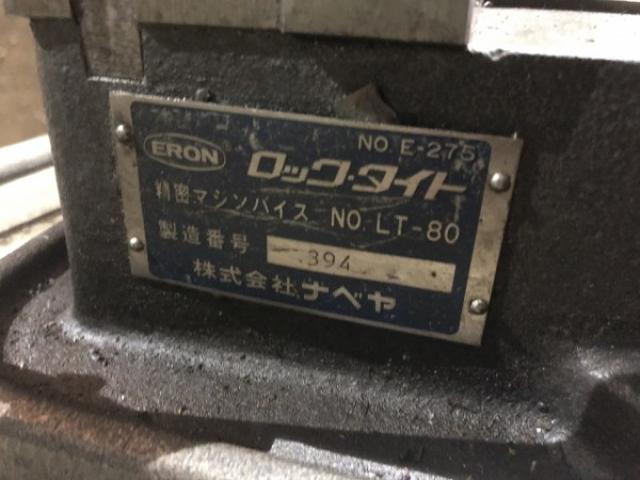 NO. E-275
ERON ロック・タイト
精密マシンバイス NO. LT-80
製造番号 394
株式会社ナベヤ